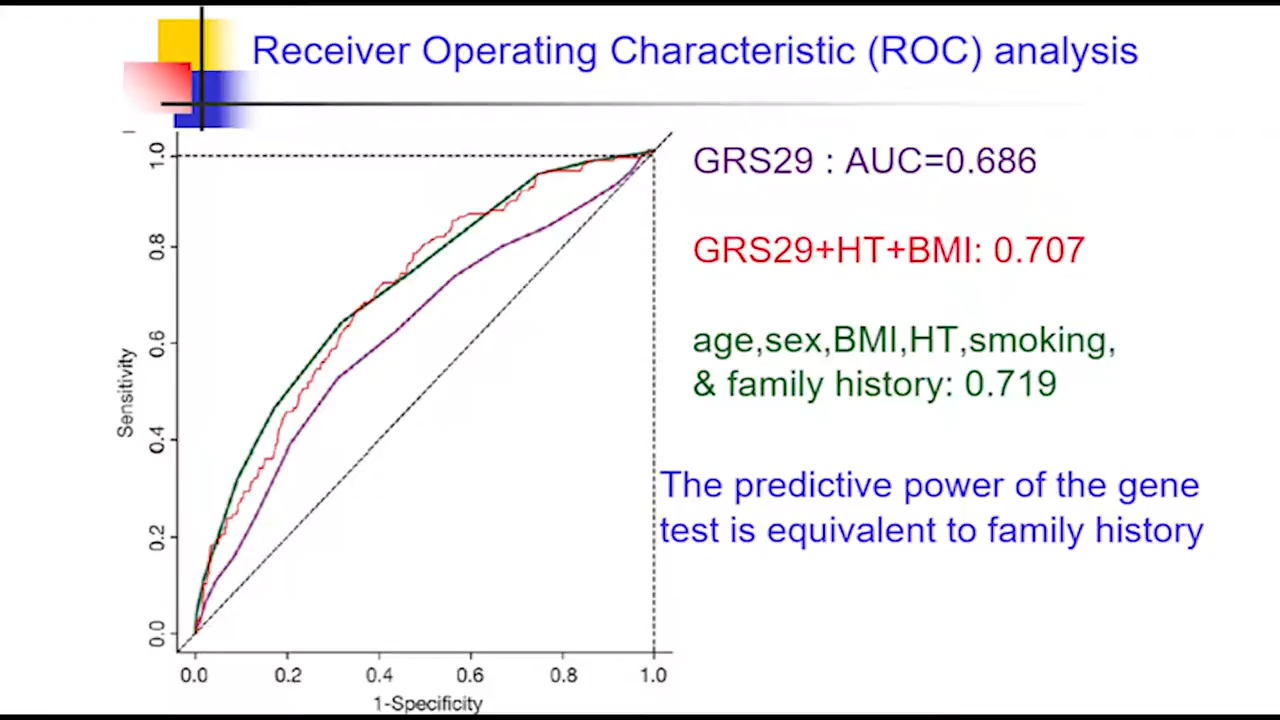 Receiver Operating Characteristic (ROC) analysis
GRS29 : AUC=0.686
GRS29+HT+BMI: 0.707
age,sex,BMI,HT,smoking,
& family history: 0.719
The predictive power of the gene
test is equivalent to family history
Sensitivity
1.0
0.8
0.6
0.4
0.2
0.0
0.0 0.2 0.4 0.6 0.8 1.0
1-Specificity